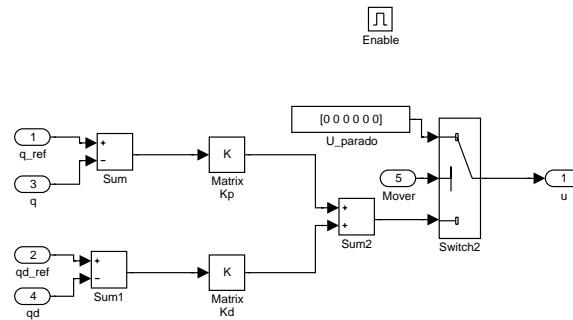 Enable
1
q_ref
3
q
+
−
Sum
K
Matrix
Kp
[0 0 0 0 0 0]
U_parado
5
Mover
+
+
Sum2
Switch2
1
u
2
qd_ref
4
qd
+
−
Sum1
K
Matrix
Kd